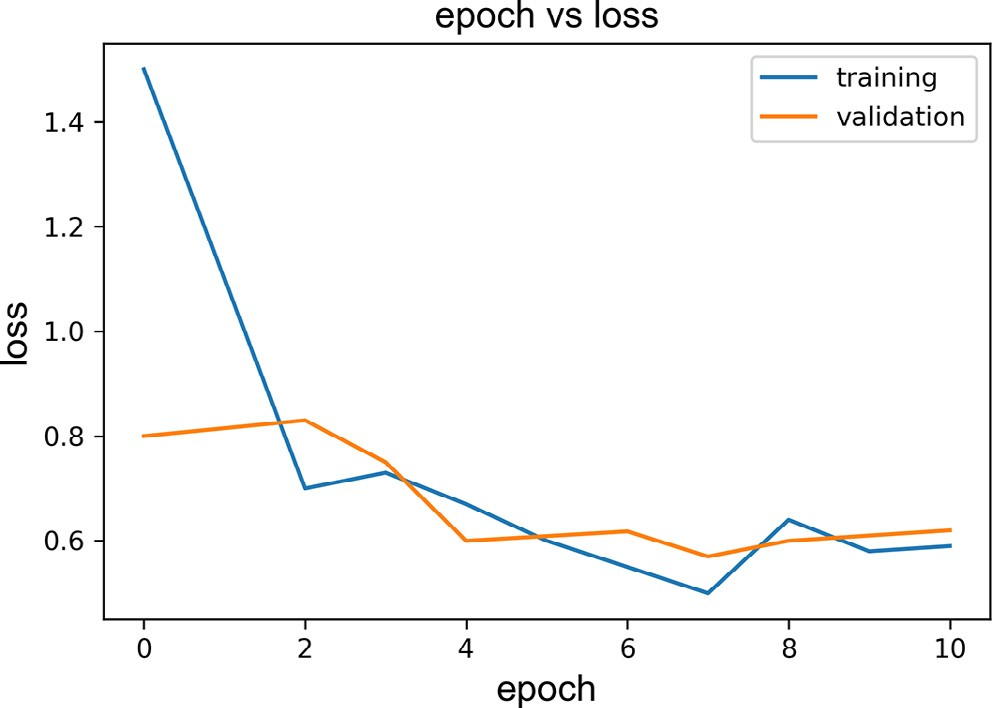 epoch vs loss
training
validation
1.4
1.2
1.0
0.8
0.6
loss
0 2 4 6 8 10
epoch